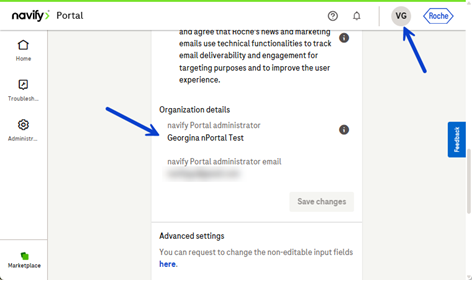 navify Portal
VG
Roche
and agree that Roche's news and marketing
emails use technical functionalities to track
email deliverability and engagement for
targeting purposes and to improve the user
experience.
Home
Troublesh...
Administr...
Organization details
navify Portal administrator
Georgina nPortal Test
navify Portal administrator email
Save changes
Feedback
Advanced settings
You can request to change the non-editable input fields
here.
Marketplace